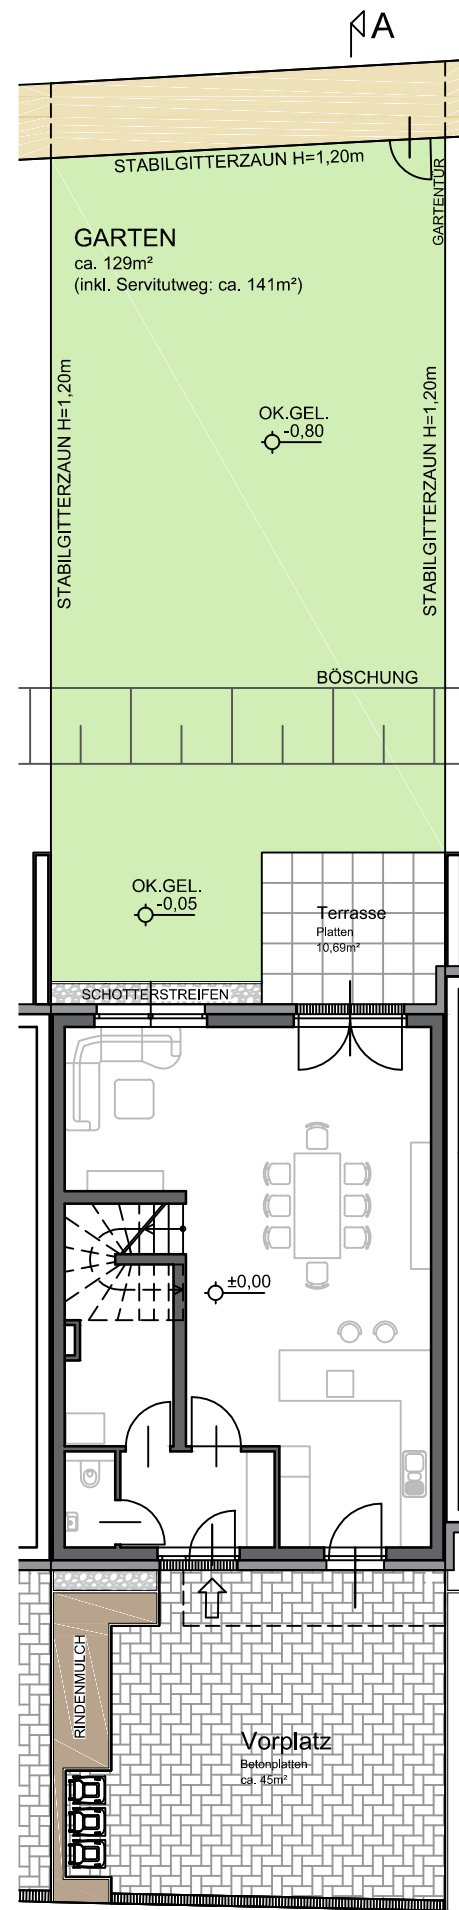 A
STABILGITTERZAUN H=1,20m
GARTENTÜR
GARTEN
ca. 129m²
(inkl. Servitutweg: ca. 141m²)
STABILGITTERZAUN H=1,20m
STABILGITTERZAUN H=1,20m
OK.GEL.
-0,80
BÖSCHUNG
OK.GEL.
-0,05
Terrasse
Platten
10,69m²
SCHOTTERSTREIFEN
±0,00
RINDENMULCH
Vorplatz
Betonplatten
ca. 45m²